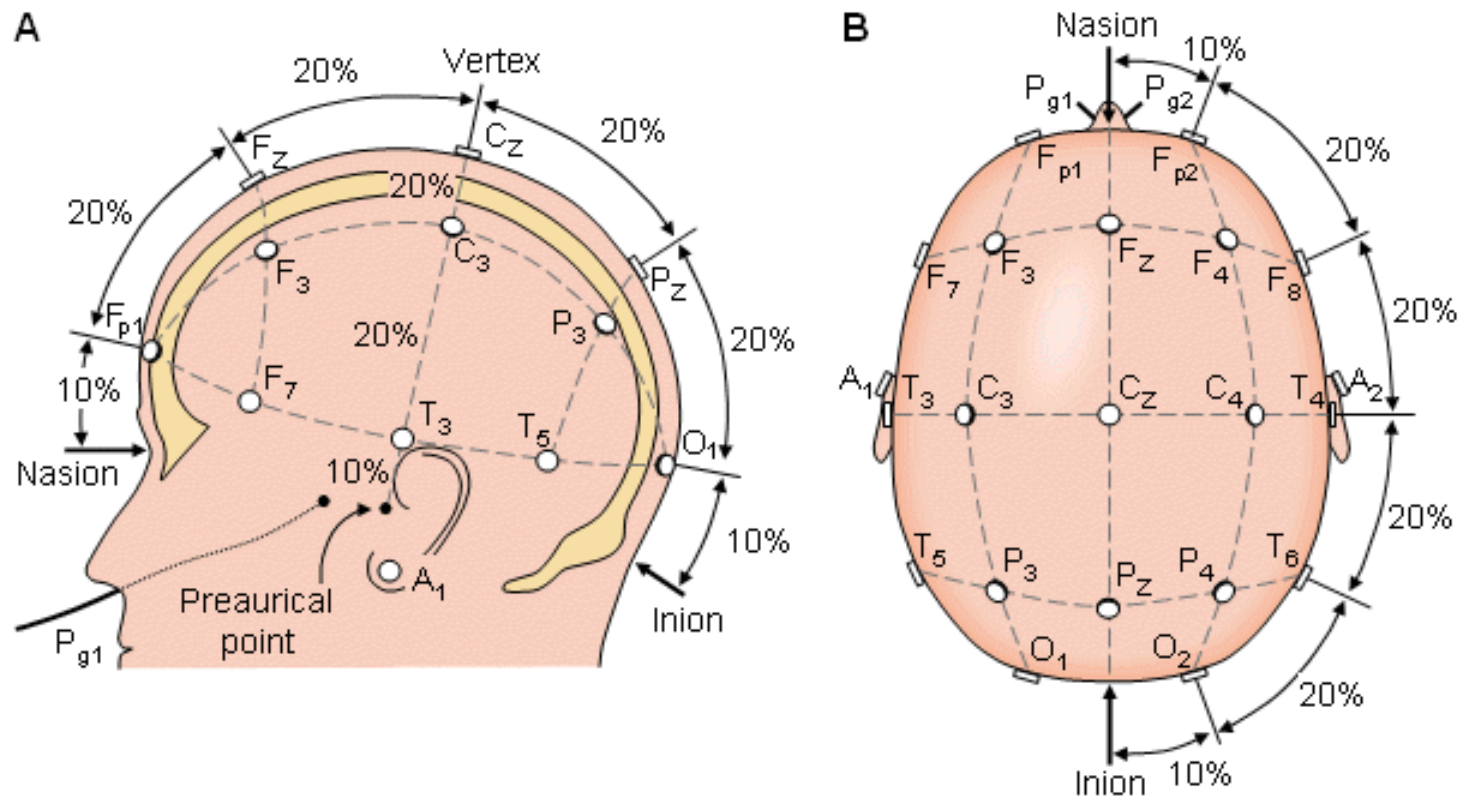 A
Vertex
20%
20%
Cz
Fz
20%
20%
C3
F3
Pz
Fp1
P3
20%
20%
10%
F7
T3
T5
O1
Nasion
10%
10%
A1
Preaurical
point
Inion
Pg1
B
Nasion
10%
Pg1
Pg2
Fp1
Fp2
20%
F7
F3
Fz
F4
F8
20%
A1
T3
C3
Cz
C4
T4
A2
20%
T5
P3
Pz
P4
T6
O1
O2
20%
10%
Inion